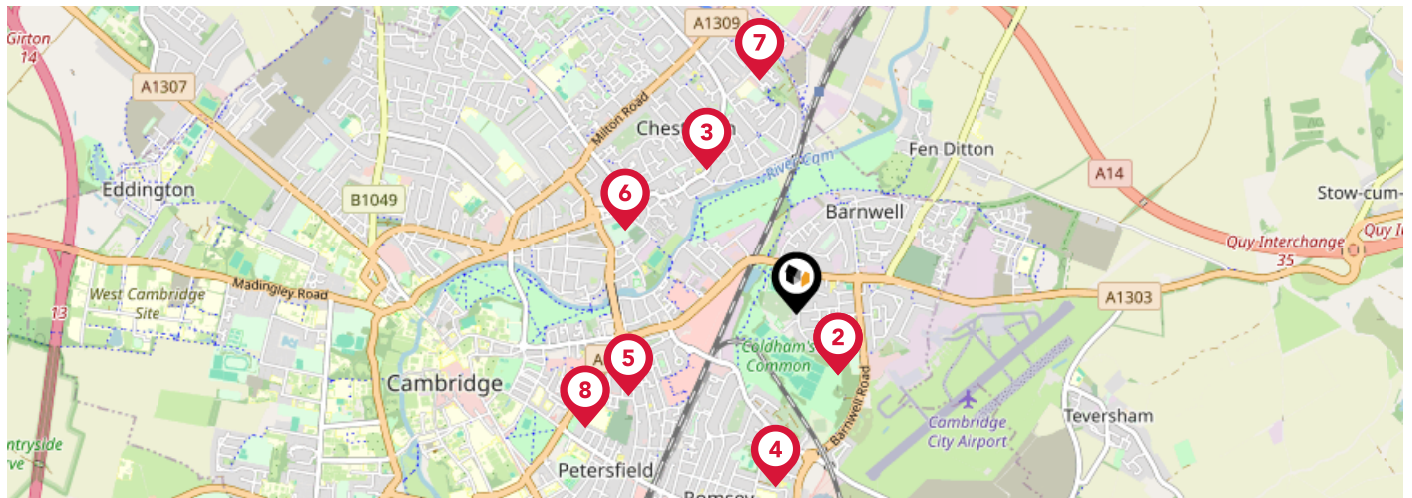 Girton
14
A1309
7
A1307
Milton Road
3
River Cam
Fen Ditton
A14
Eddington
B1049
6
Barnwell
Stow-cum-
Quy Interchange
35
Madingley Road
West Cambridge
Site
13
A1303
2
Coldham's
Common
5
Cambridge
8
Barnwell Road
Cambridge
City Airport
Teversham
4
Petersfield